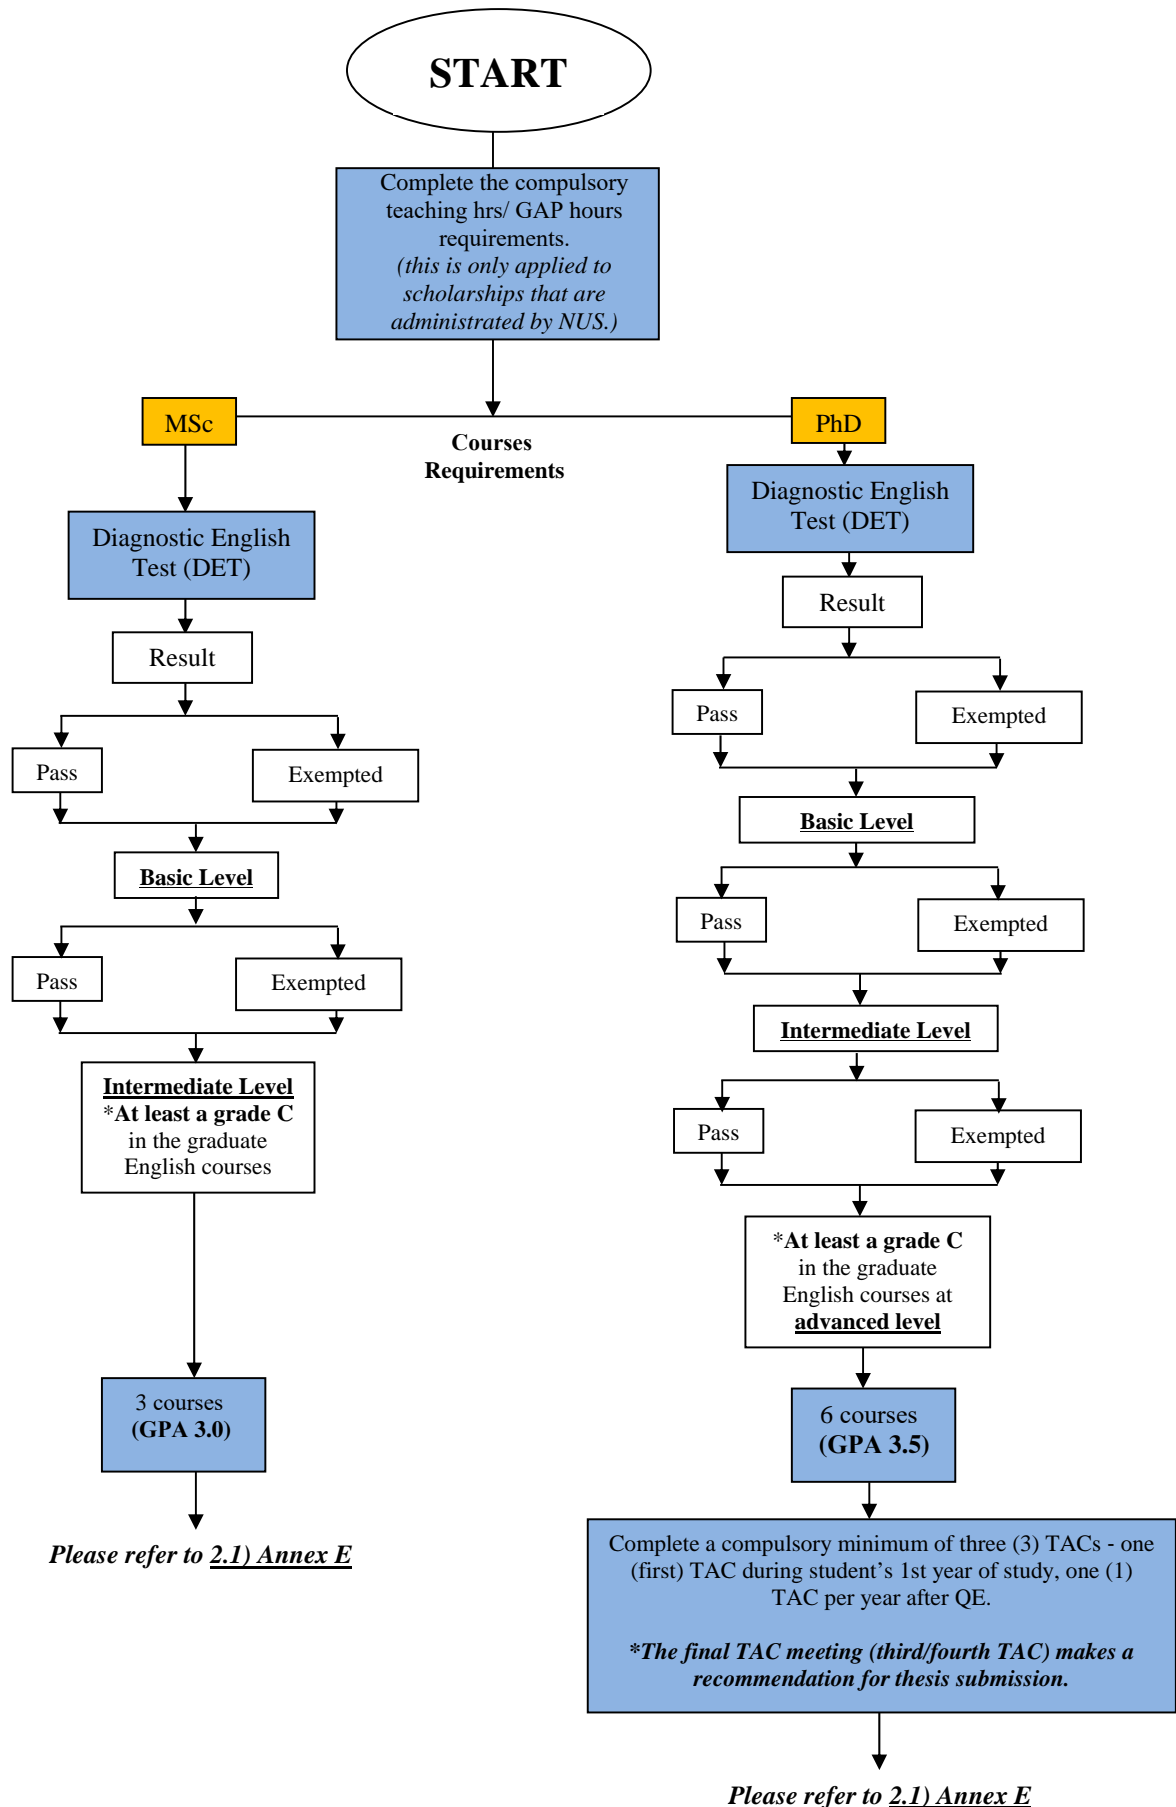 START
Complete the compulsory
teaching hrs/ GAP hours
requirements.
(this is only applied to
scholarships that are
administrated by NUS.)
MSc
Courses
Requirements
PhD
Diagnostic English
Test (DET)
Result
Pass
Exempted
Basic Level
Pass
Exempted
Intermediate Level
*At least a grade C
in the graduate
English courses
3 courses
(GPA 3.0)
Please refer to 2.1) Annex E
Diagnostic English
Test (DET)
Result
Pass
Exempted
Basic Level
Pass
Exempted
Intermediate Level
Pass
Exempted
*At least a grade C
in the graduate
English courses at
advanced level
6 courses
(GPA 3.5)
Complete a compulsory minimum of three (3) TACs - one
(first) TAC during student’s 1st year of study, one (1)
TAC per year after QE.
*The final TAC meeting (third/fourth TAC) makes a
recommendation for thesis submission.
Please refer to 2.1) Annex E